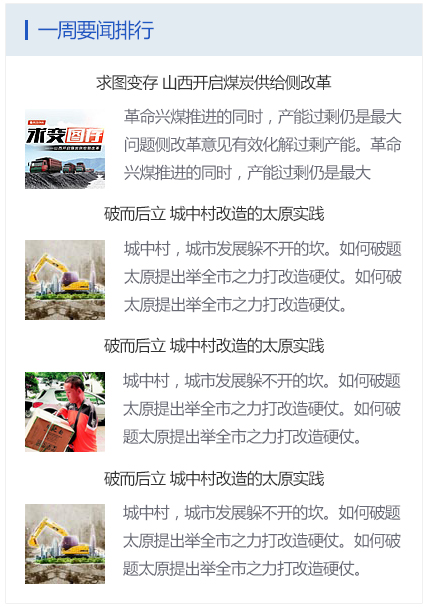 一周要闻排行
求图变存 山西开启煤炭供给侧改革
革命兴煤推进的同时，产能过剩仍是最大
问题侧改革意见有效化解过剩产能。革命
兴煤推进的同时，产能过剩仍是最大
破而后立 城中村改造的太原实践
城中村，城市发展躲不开的坎。如何破题
太原提出举全市之力打改造硬仗。如何破
太原提出举全市之力打改造硬仗。
破而后立 城中村改造的太原实践
城中村，城市发展躲不开的坎。如何破题
太原提出举全市之力打改造硬仗。如何破
题太原提出举全市之力打改造硬仗。
破而后立 城中村改造的太原实践
城中村，城市发展躲不开的坎。如何破题
太原提出举全市之力打改造硬仗。如何破
题太原提出举全市之力打改造硬仗。